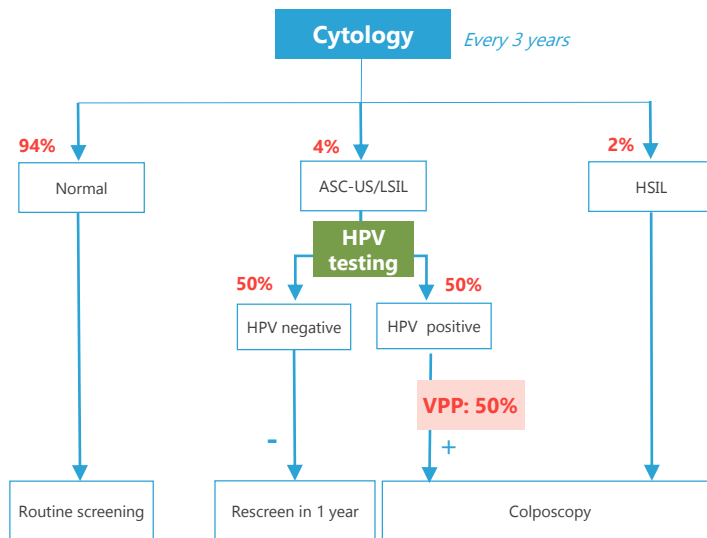 Cytology
Every 3 years
94%
4%
2%
Normal
ASC-US/LSIL
HSIL
HPV
testing
50%
50%
HPV negative
HPV positive
VPP: 50%
-
+
Routine screening
Rescreen in 1 year
Colposcopy